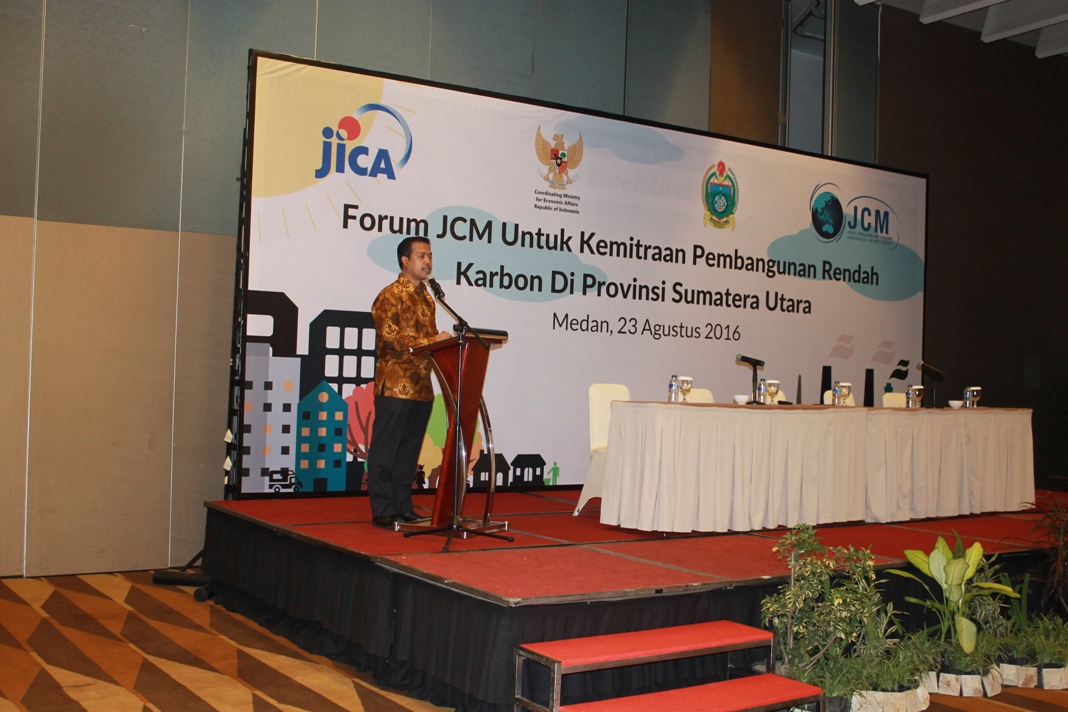 JICA
Coordinating Ministry
for Economic Affairs
Republic of Indonesia
JCM
Forum JCM Untuk Kemitraan Pembangunan Rendah
Karbon Di Provinsi Sumatera Utara
Medan, 23 Agustus 2016